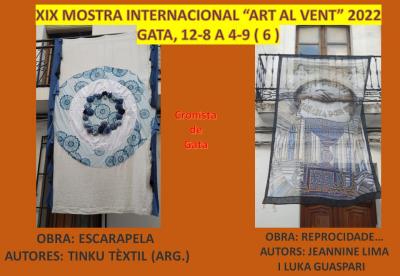 XIX MOSTRA INTERNACIONAL “ART AL VENT” 2022
GATA, 12-8 A 4-9 ( 6 )
Cronista
de
Gata
OBRA: ESCARAPELA
AUTORES: TINKU TÈXTIL (ARG.)
OBRA: REPROCIDADE...
AUTORS: JEANNINE LIMA
I LUKA GUASPARI